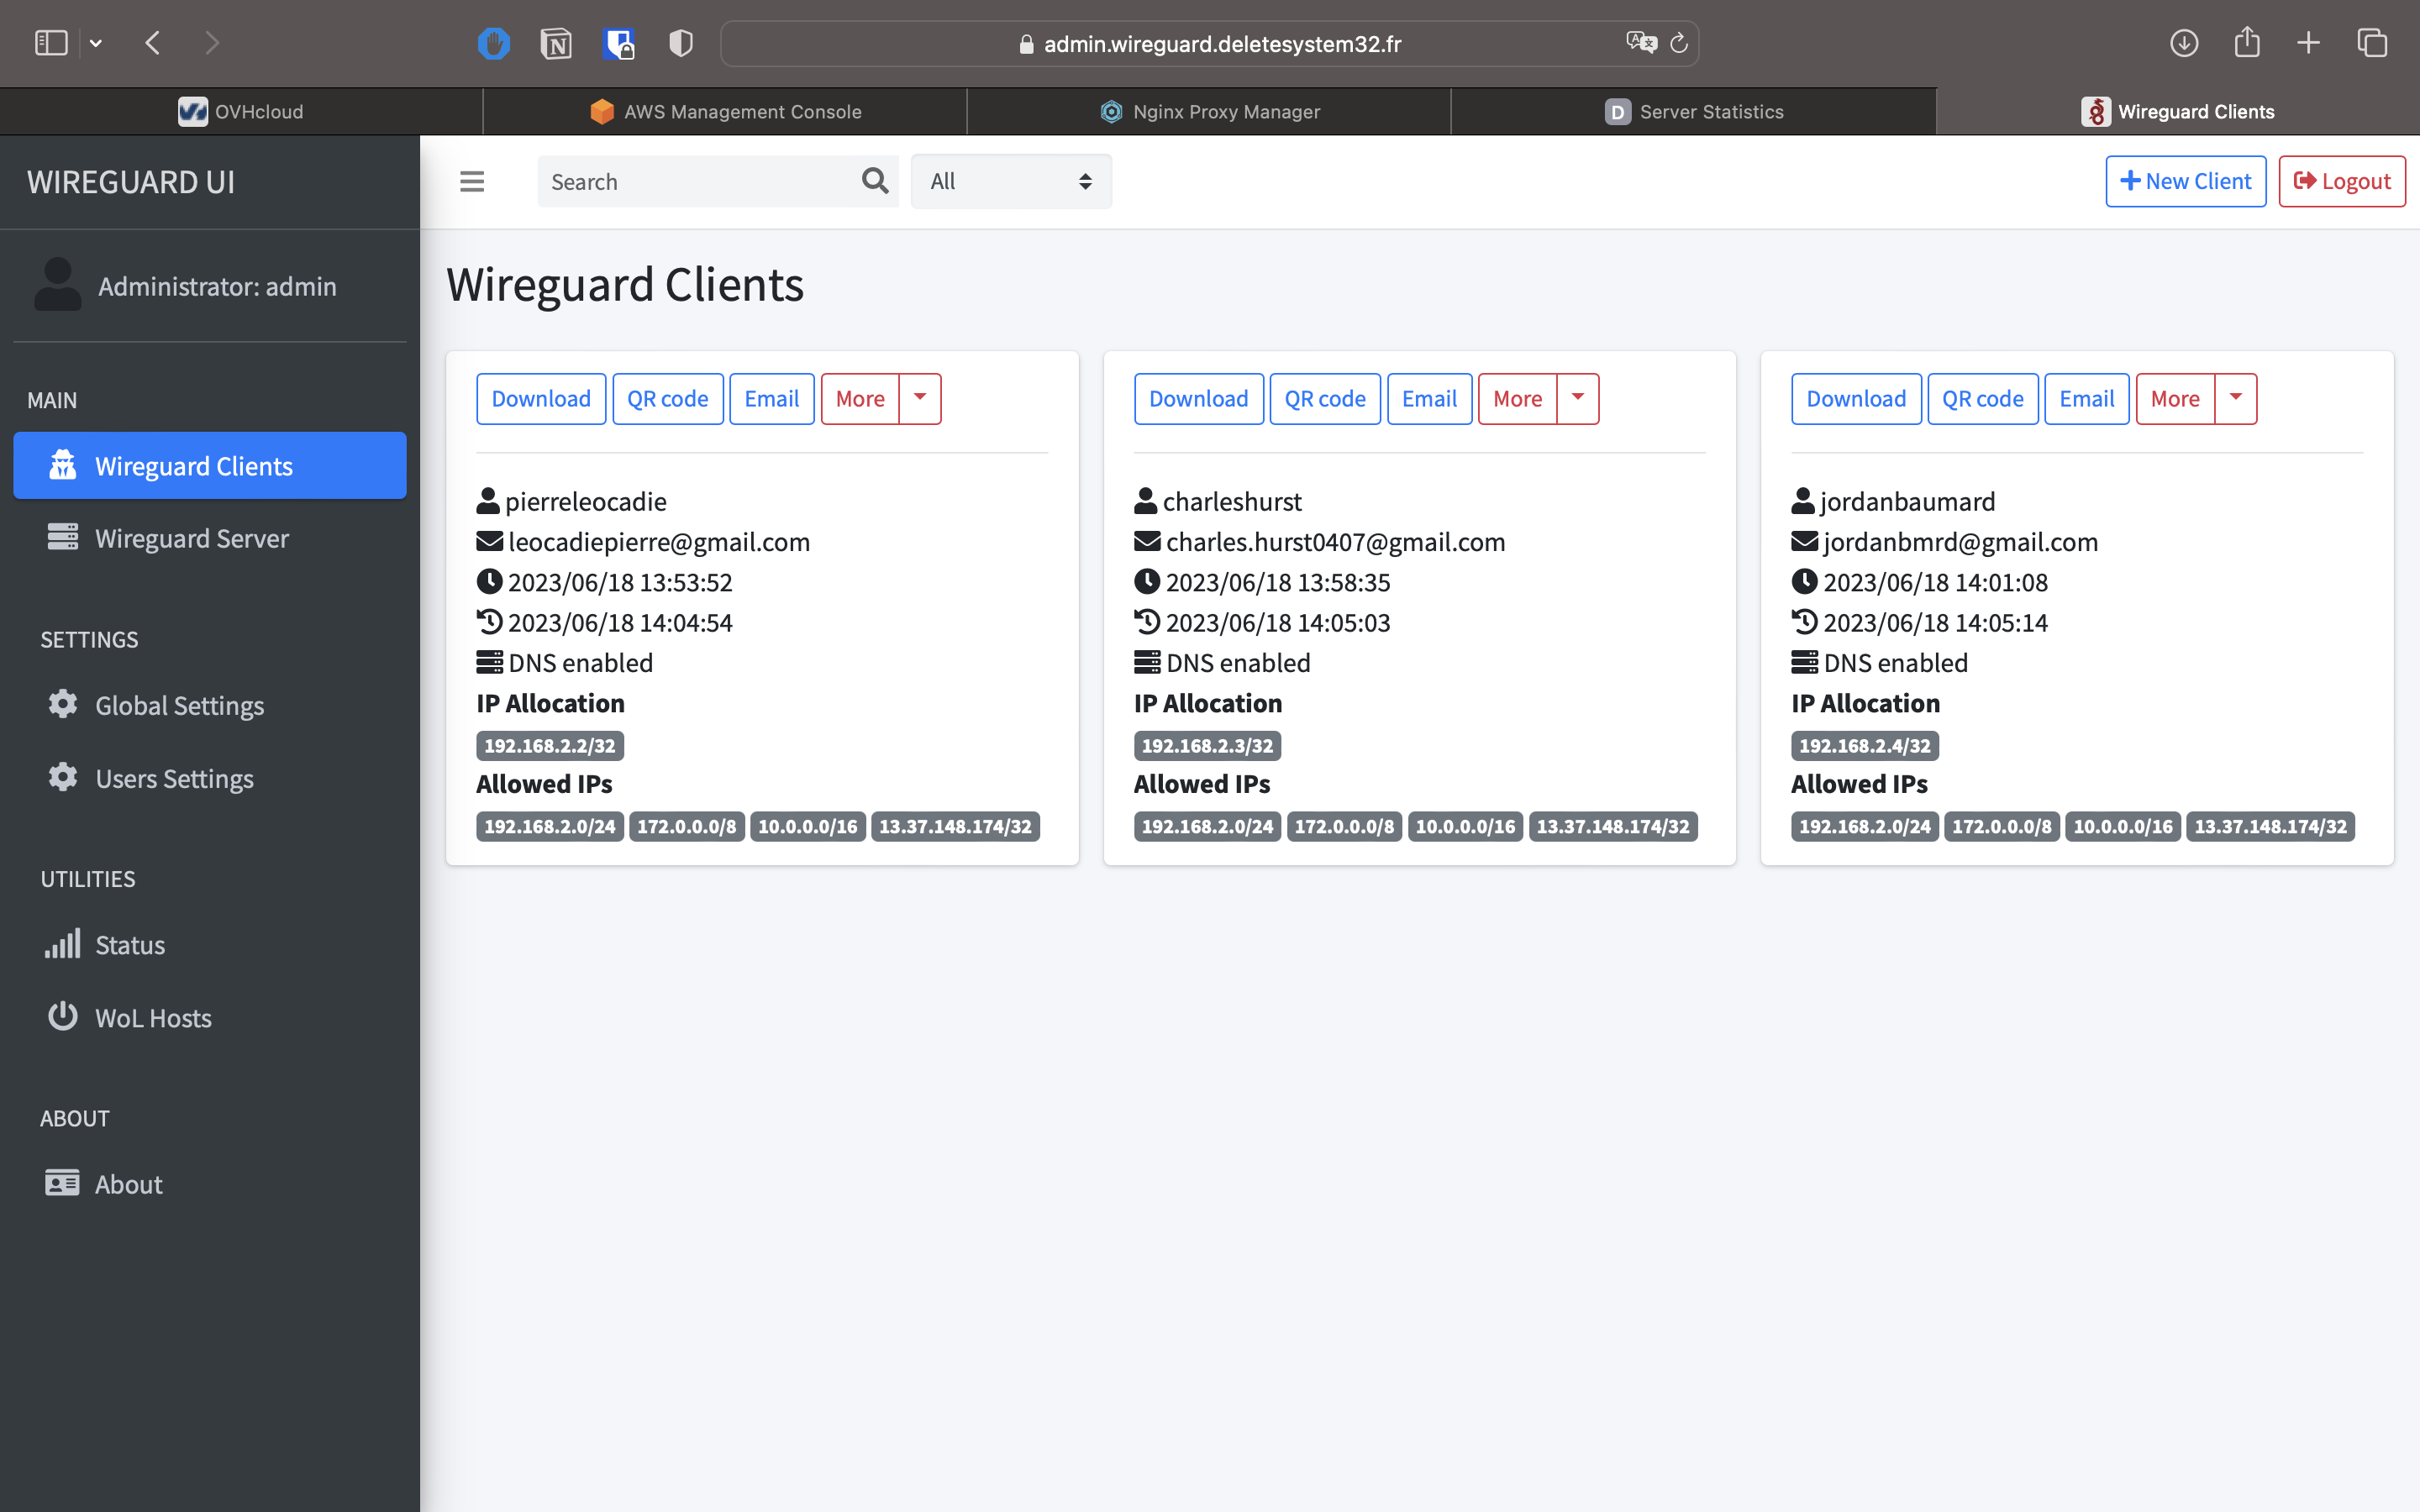 admin.wireguard.deletesystem32.fr
OVHcloud
AWS Management Console
Nginx Proxy Manager
D Server Statistics
Wireguard Clients
WIREGUARD UI
Search
All
New Client
Logout
Administrator: admin
MAIN
Wireguard Clients
Wireguard Server
SETTINGS
Global Settings
Users Settings
UTILITIES
Status
WoL Hosts
ABOUT
About
Wireguard Clients
Download QR code Email More
pierreleocadie
leocadiepierre@gmail.com
2023/06/18 13:53:52
2023/06/18 14:04:54
DNS enabled
IP Allocation
192.168.2.2/32
Allowed IPs
192.168.2.0/24 172.0.0.0/8 10.0.0.0/16 13.37.148.174/32
Download QR code Email More
charleshurst
charles.hurst0407@gmail.com
2023/06/18 13:58:35
2023/06/18 14:05:03
DNS enabled
IP Allocation
192.168.2.3/32
Allowed IPs
192.168.2.0/24 172.0.0.0/8 10.0.0.0/16 13.37.148.174/32
Download QR code Email More
jordanbaumard
jordanbmrd@gmail.com
2023/06/18 14:01:08
2023/06/18 14:05:14
DNS enabled
IP Allocation
192.168.2.4/32
Allowed IPs
192.168.2.0/24 172.0.0.0/8 10.0.0.0/16 13.37.148.174/32